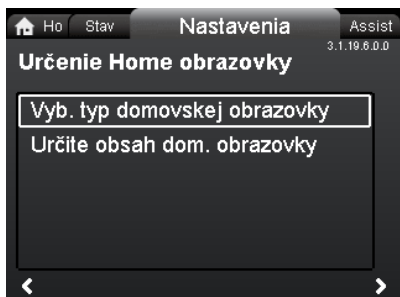 Ho Stav Nastavenia Assist
3.1.19.6.0.0
Určenie Home obrazovky
Vyb. typ domovskej obrazovky
Určite obsah dom. obrazovky